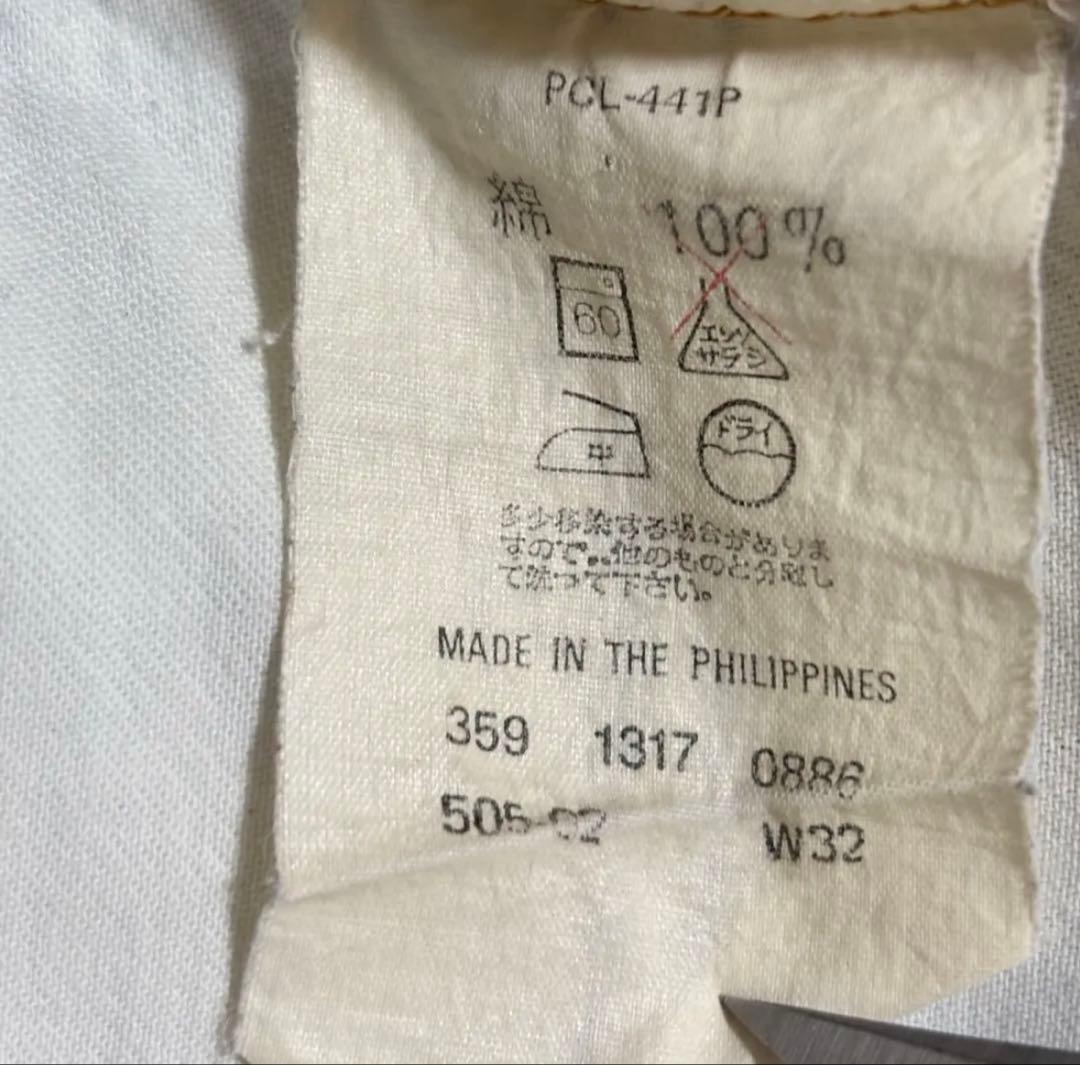 PCL-441P
綿 100%
60 エンソ
サラシ
中 ドライ
多少移染する場合がありま
すので、他のものと分離し
て洗って下さい。
MADE IN THE PHILIPPINES
359 1317 0886
W32